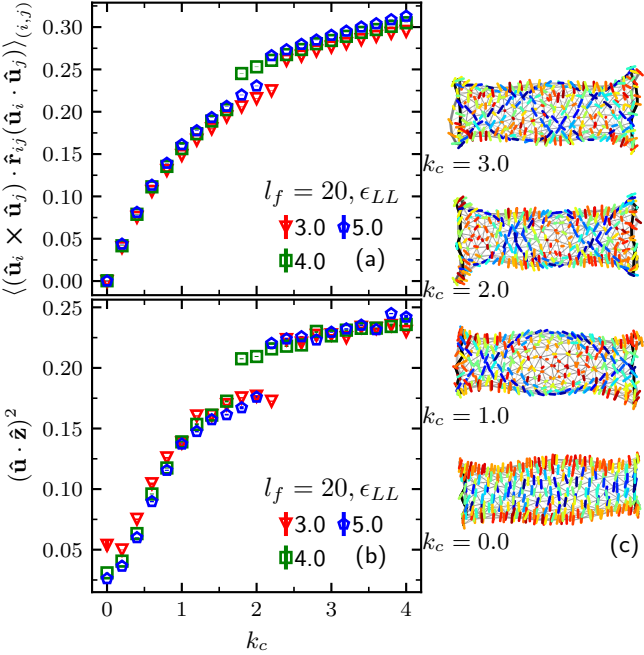 ⟨(û_i × û_j) · r̂_ij(û_i · û_j)⟩_(i,j)
0.30
0.25
0.20
0.15
0.10
0.05
0.00
l_f = 20, ϵ_LL
3.0 5.0
4.0 (a)
(û · ẑ)²
0.25
0.20
0.15
0.10
0.05
l_f = 20, ϵ_LL
3.0 5.0
4.0 (b)
0 1 2 3 4
k_c
k_c = 3.0
k_c = 2.0
k_c = 1.0
k_c = 0.0
(c)